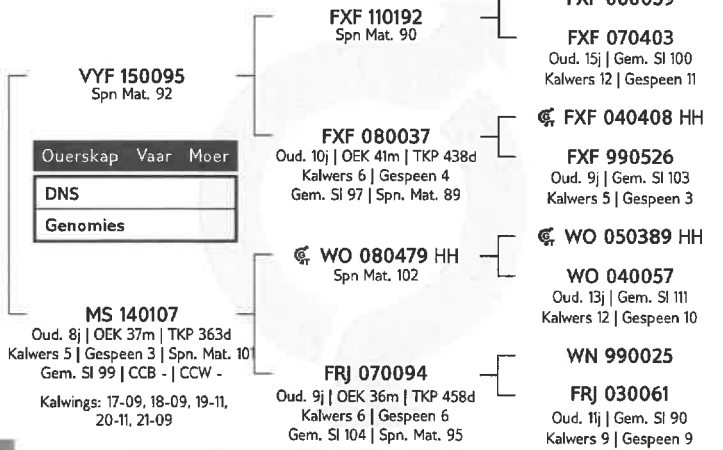 FXF 110192
Spn Mat. 90
FXF 070403
Oud. 15j | Gem. SI 100
Kalwers 12 | Gespeen 11
VYF 150095
Spn Mat. 92
FXF 040408 HH
FXF 080037
Oud. 10j | OEK 41m | TKP 438d
Kalwers 6 | Gespeen 4
Gem. SI 97 | Spn. Mat. 89
FXF 990526
Oud. 9j | Gem. SI 103
Kalwers 5 | Gespeen 3
Ouerskap Vaar Moer
DNS
Genomies
WO 080479 HH
Spn Mat. 102
WO 050389 HH
WO 040057
Oud. 13j | Gem. SI 111
Kalwers 12 | Gespeen 10
MS 140107
Oud. 8j | OEK 37m | TKP 363d
Kalwers 5 | Gespeen 3 | Spn. Mat. 101
Gem. SI 99 | CCB - | CCW -
Kalwings: 17-09, 18-09, 19-11,
20-11, 21-09
WN 990025
FRJ 070094
Oud. 9j | OEK 36m | TKP 458d
Kalwers 6 | Gespeen 6
Gem. SI 104 | Spn. Mat. 95
FRJ 030061
Oud. 11j | Gem. SI 90
Kalwers 9 | Gespeen 9